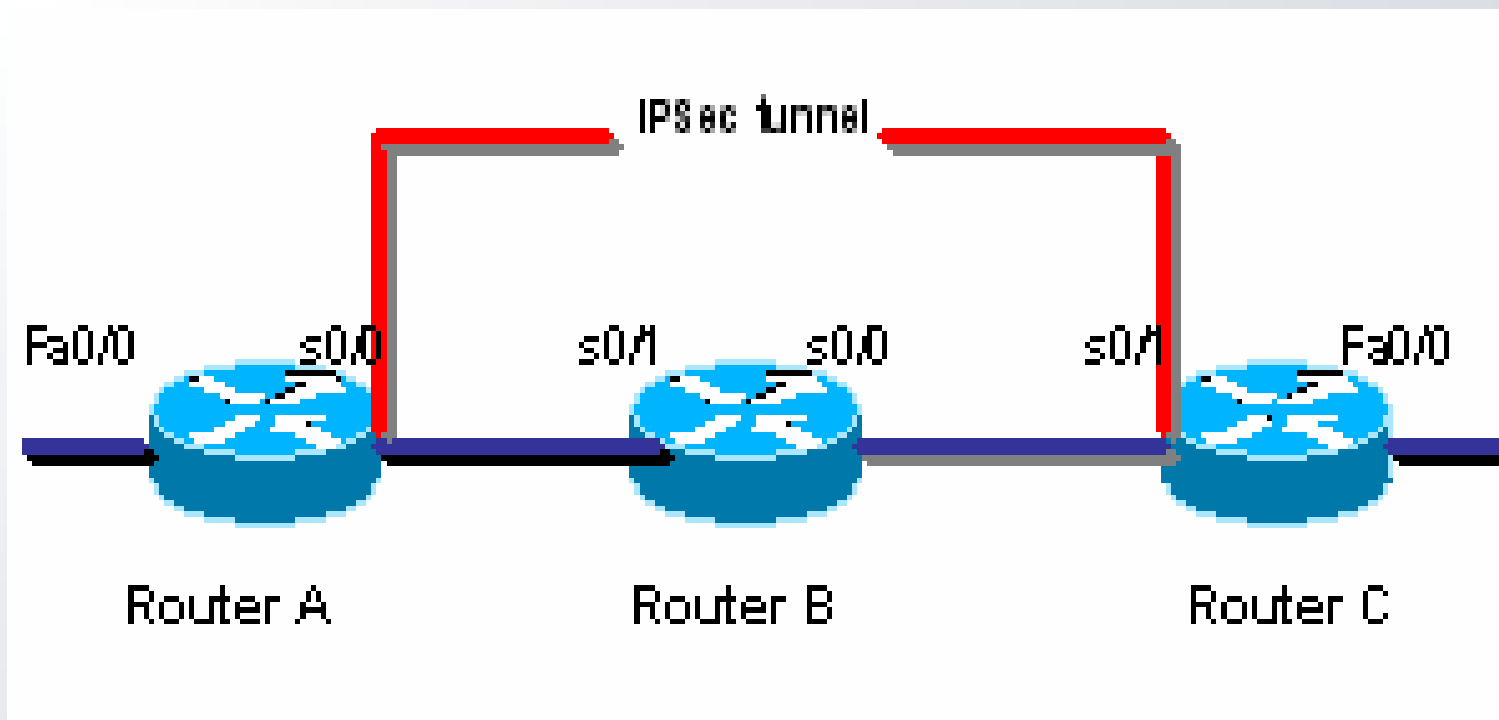 IPSec tunnel
Fa0/0
s0/0
s0/1
s0/0
s0/1
Fa0/0
Router A
Router B
Router C